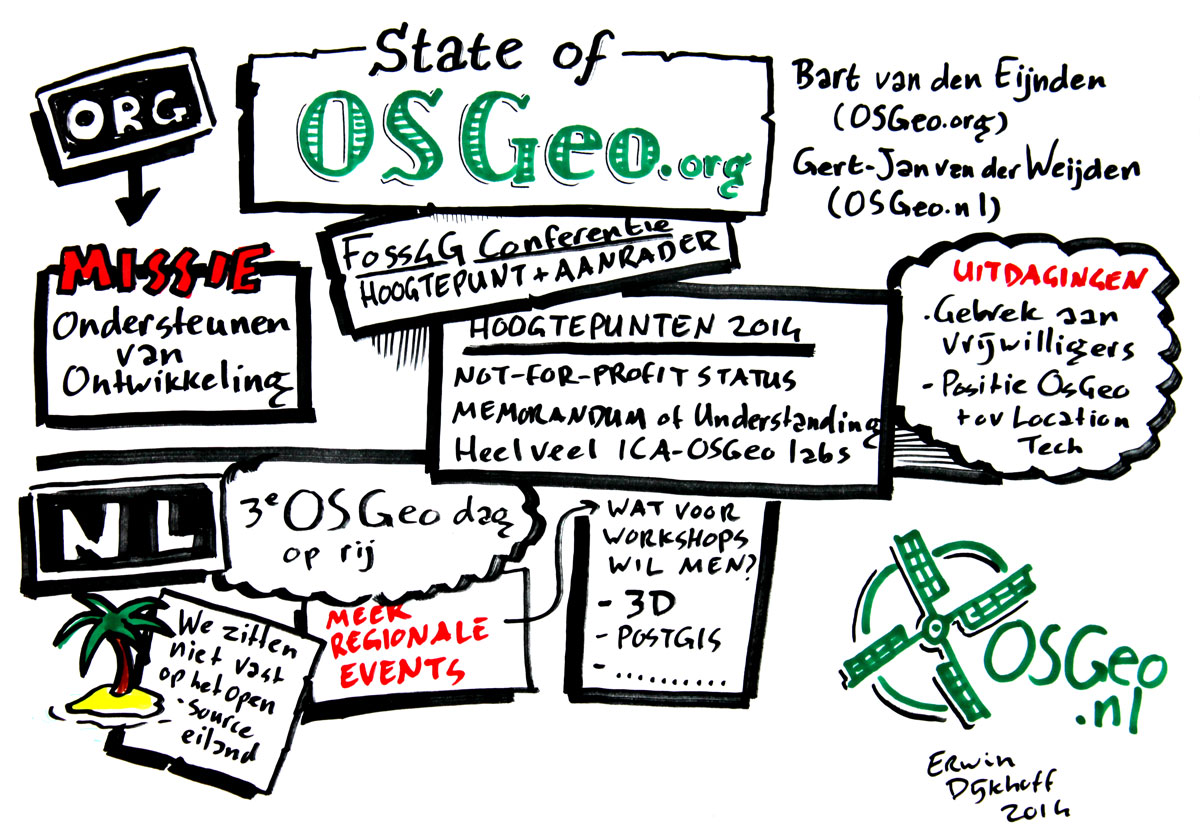 ORG
State of
OSGeo.org
Bart van den Eijnden
(OSGeo.org)
Gert-Jan van der Weijden
(OSGeo.nl)
FOSS4G Conferentie
HOOGTEPUNT + AANRADER
MISSIE
Ondersteunen
van
Ontwikkeling
HOOGTEPUNTEN 2014
NOT-FOR-PROFIT STATUS
MEMORANDUM of Understanding
Heel veel ICA-OSGeo labs
UITDAGINGEN
- Gebrek aan
vrijwilligers
- Positie OsGeo
tov Location
Tech
NL
3e OSGeo dag
op rij
We zitten
niet vast
op het open
-source
eiland
MEER
REGIONALE
EVENTS
WAT VOOR
WORKSHOPS
WIL MEN?
- 3D
- POSTGIS
- .........
OSGeo
.nl
ERwin
Dijkhoff
2014